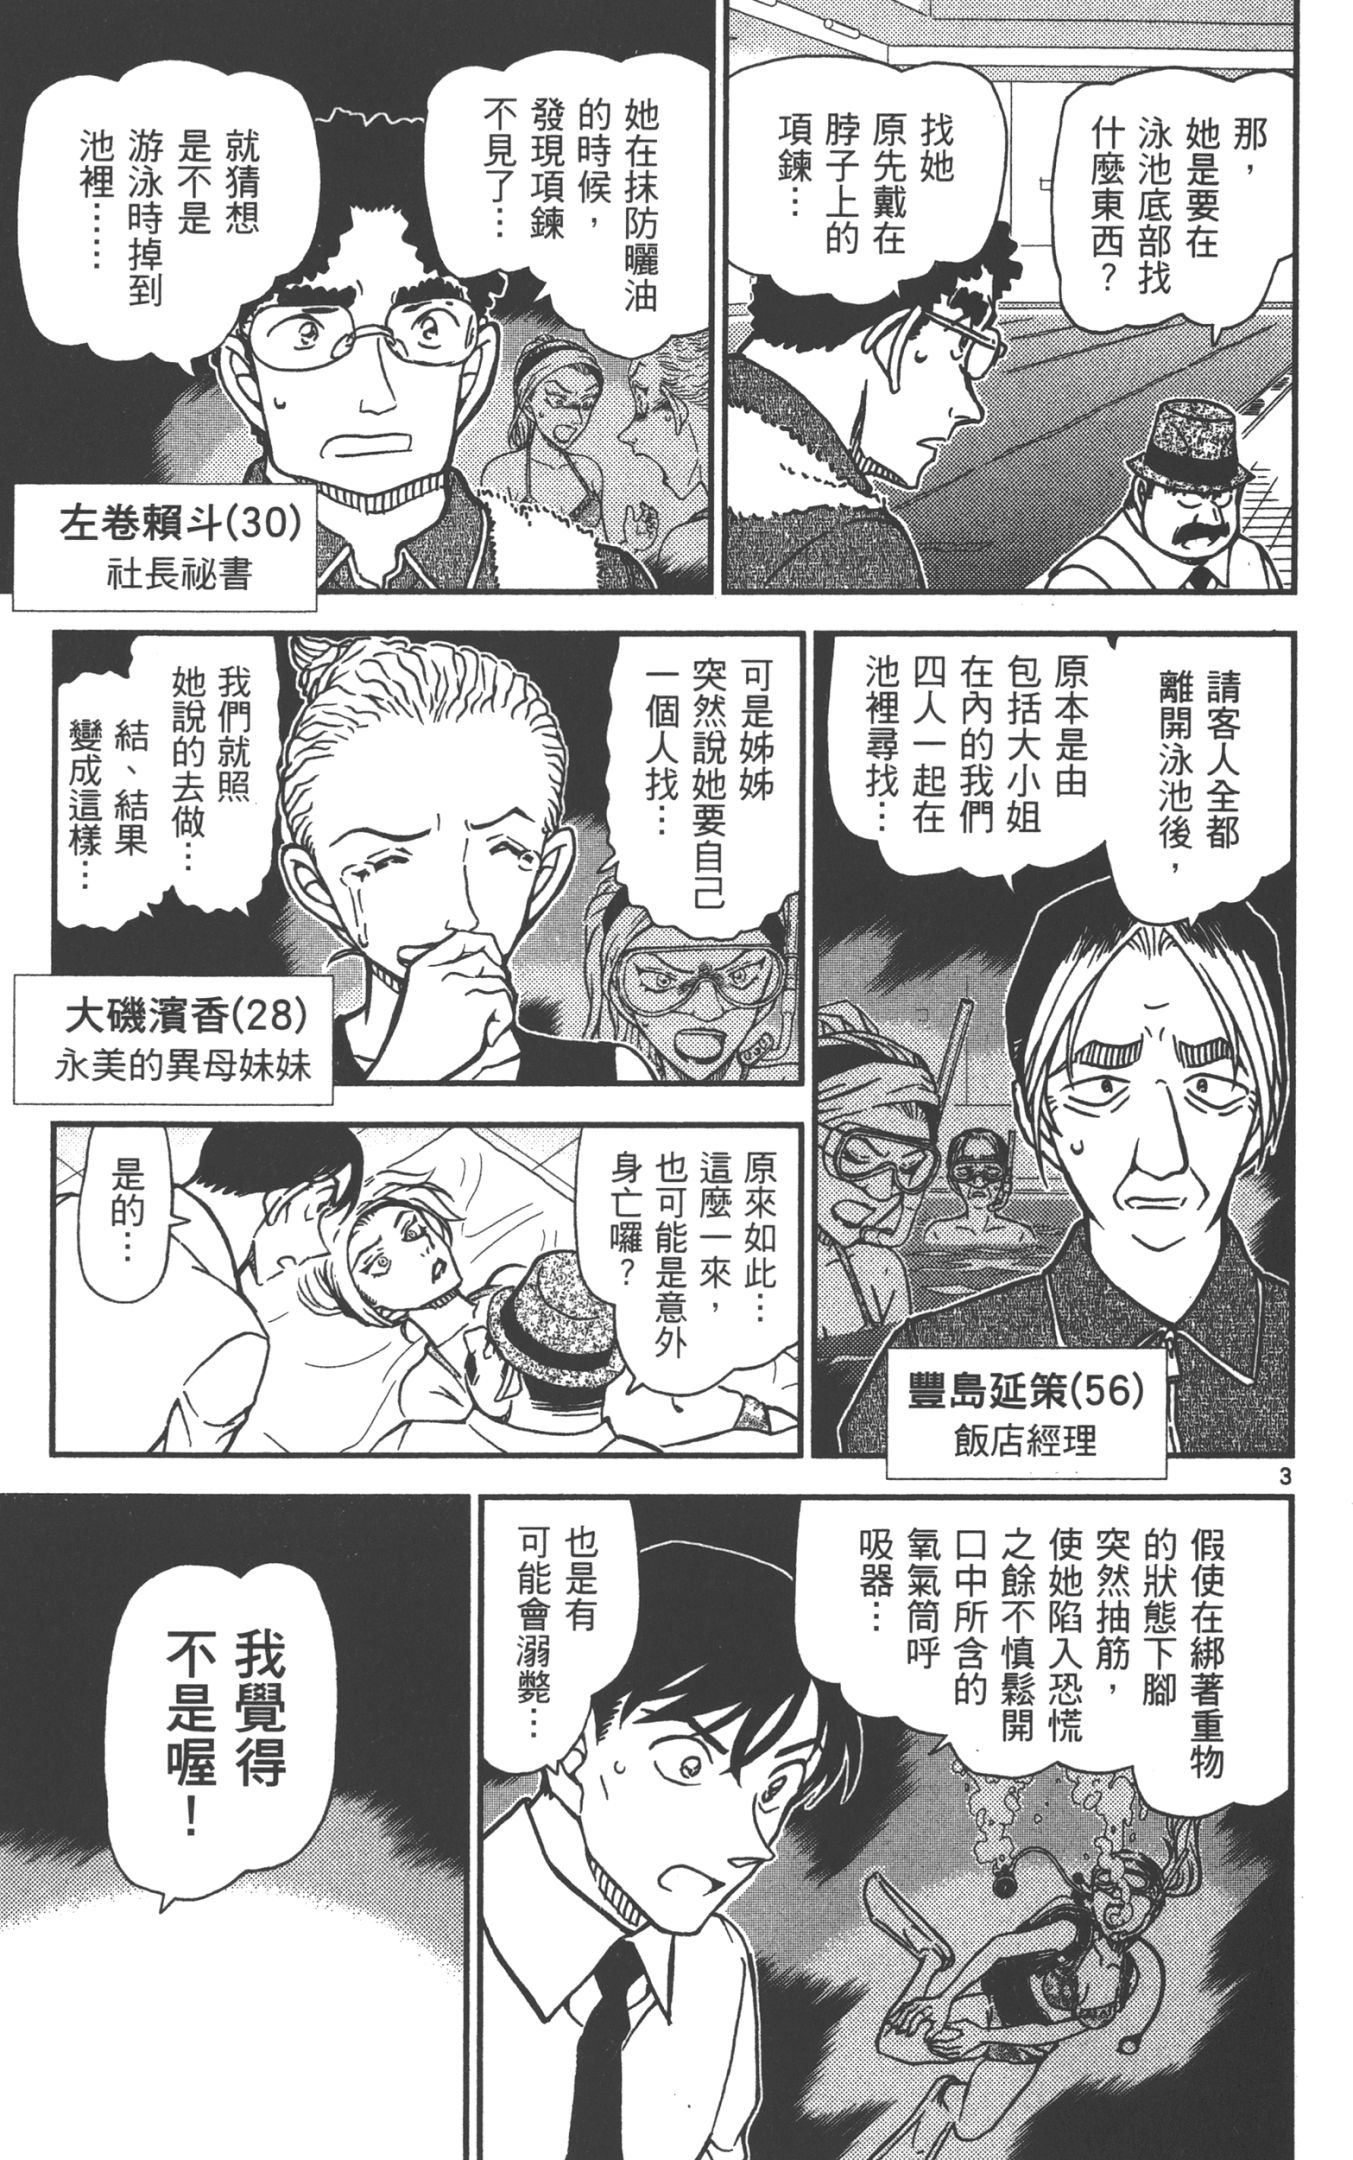 那，
她是要在
泳池底部找
什麼東西？
找她
原先戴在
脖子上的
項鍊…
她在抹防曬油
的時候，
發現項鍊
不見了…
就猜想
是不是
游泳時掉到
池裡……
左卷賴斗(30)
社長祕書
請客人全都
離開泳池後，
原本是由
包括大小姐
在內的我們
四人一起在
池裡尋找…
豐島延策(56)
飯店經理
可是姊姊
突然說她要自己
一個人找…
我們就照
她說的去做…
結、結果
變成這樣…
大磯濱香(28)
永美的異母妹妹
原來如此…
這麼一來，
也可能是意外
身亡囉？
是的…
3
假使在綁著重物
的狀態下腳
突然抽筋，
使她陷入恐慌
之餘不慎鬆開
口中所含的
氧氣筒呼
吸器…
也是有
可能會溺斃…
我覺得
不是喔！